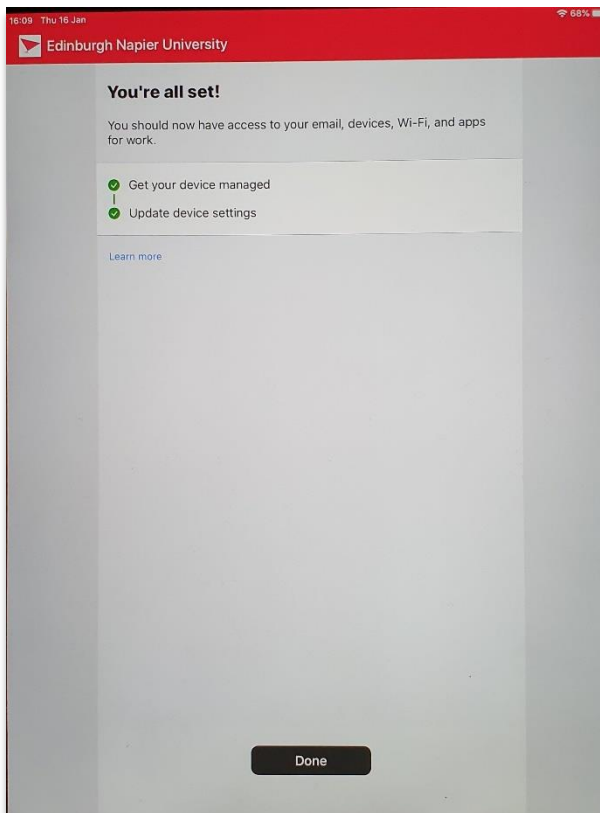 16:09 Thu 16 Jan
68%
Edinburgh Napier University
You're all set!
You should now have access to your email, devices, Wi-Fi, and apps
for work.
Get your device managed
Update device settings
Learn more
Done